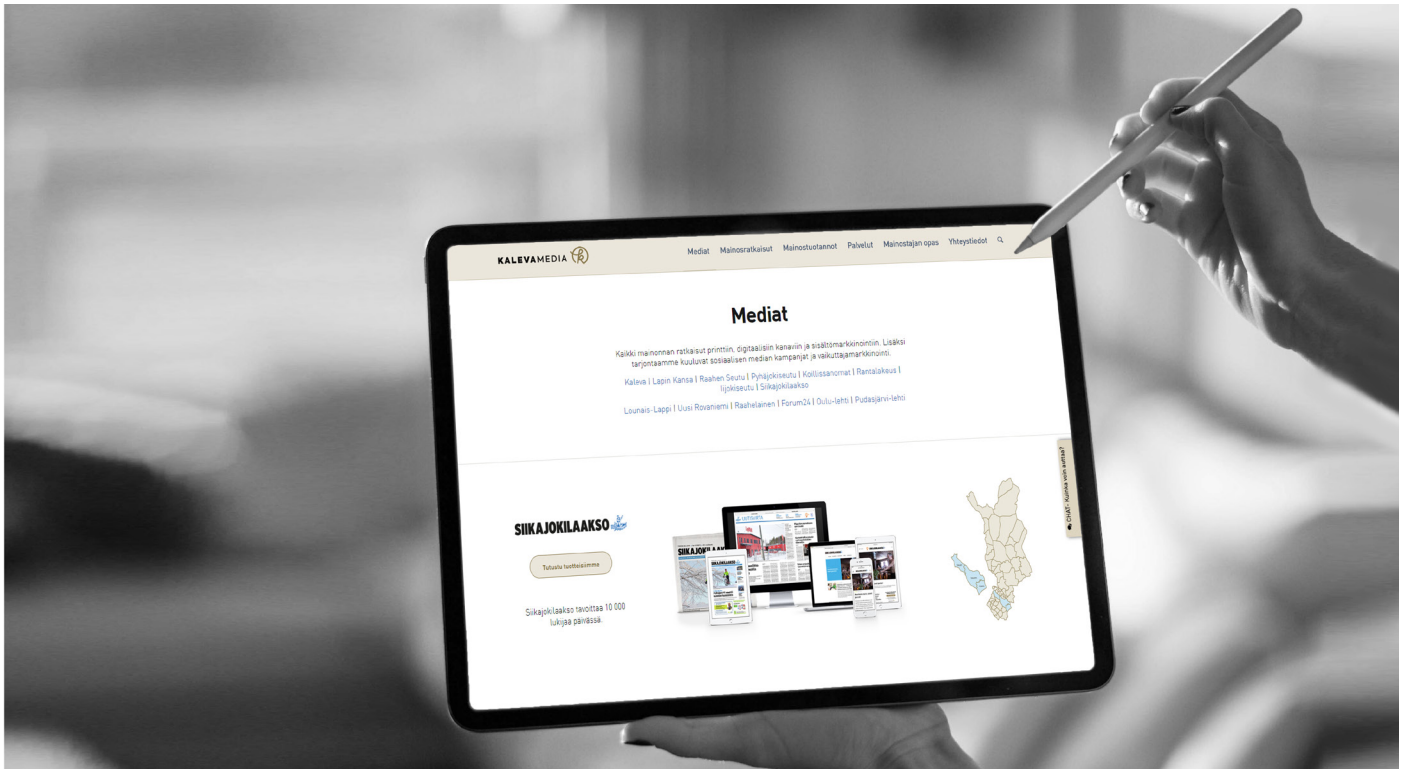 KALEVAMEDIA
Mediat Mainosratkaisut Mainostuotannot Palvelut Mainostajan opas Yhteystiedot
Mediat
Kaikki mainonnan ratkaisut printtiin, digitaalisiin kanaviin ja sisältömarkkinointiin. Lisäksi
tarjontaamme kuuluvat sosiaalisen median kampanjat ja vaikuttajamarkkinointi.
Kaleva | Lapin Kansa | Raahen Seutu | Pyhäjokiseutu | Koillissanomat | Rantalakeus |
Iijokiseutu | Siikajokilaakso
Lounais-Lappi | Uusi Rovaniemi | Raahelainen | Forum24 | Oulu-lehti | Pudasjärvi-lehti
CHAT- Kuinka voin auttaa?
SIIKAJOKILAAKSO
Tutustu tuotteisiimme
Siikajokilaakso tavoittaa 10 000
lukijaa päivässä.